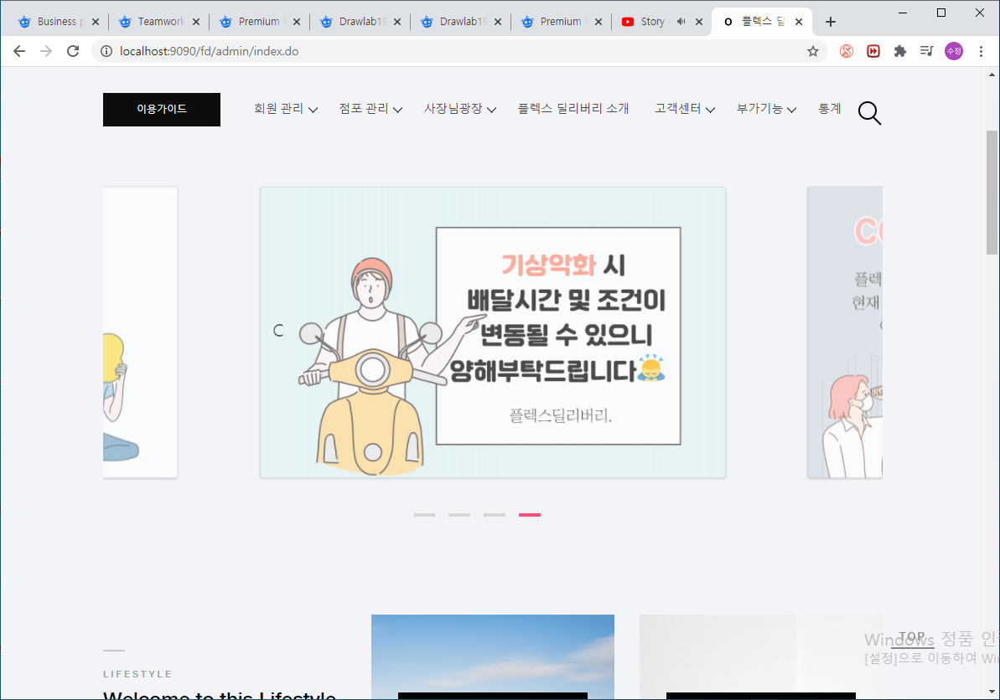 Business p
Teamwork
Premium
Drawlab19
Drawlab19
Premium
Story
O 플렉스 딜
localhost:9090/fd/admin/index.do
수정
이용가이드 회원 관리 점포 관리 사장님광장 플렉스 딜리버리 소개 고객센터 부가기능 통계
기상악화 시
배달시간 및 조건이
변동될 수 있으니
양해부탁드립니다
플렉스딜리버리.
C
CO
플렉
현재
TOP
Windows 정품 인
[설정]으로 이동하여 Wi
LIFESTYLE
Welcome to this Lifestyle